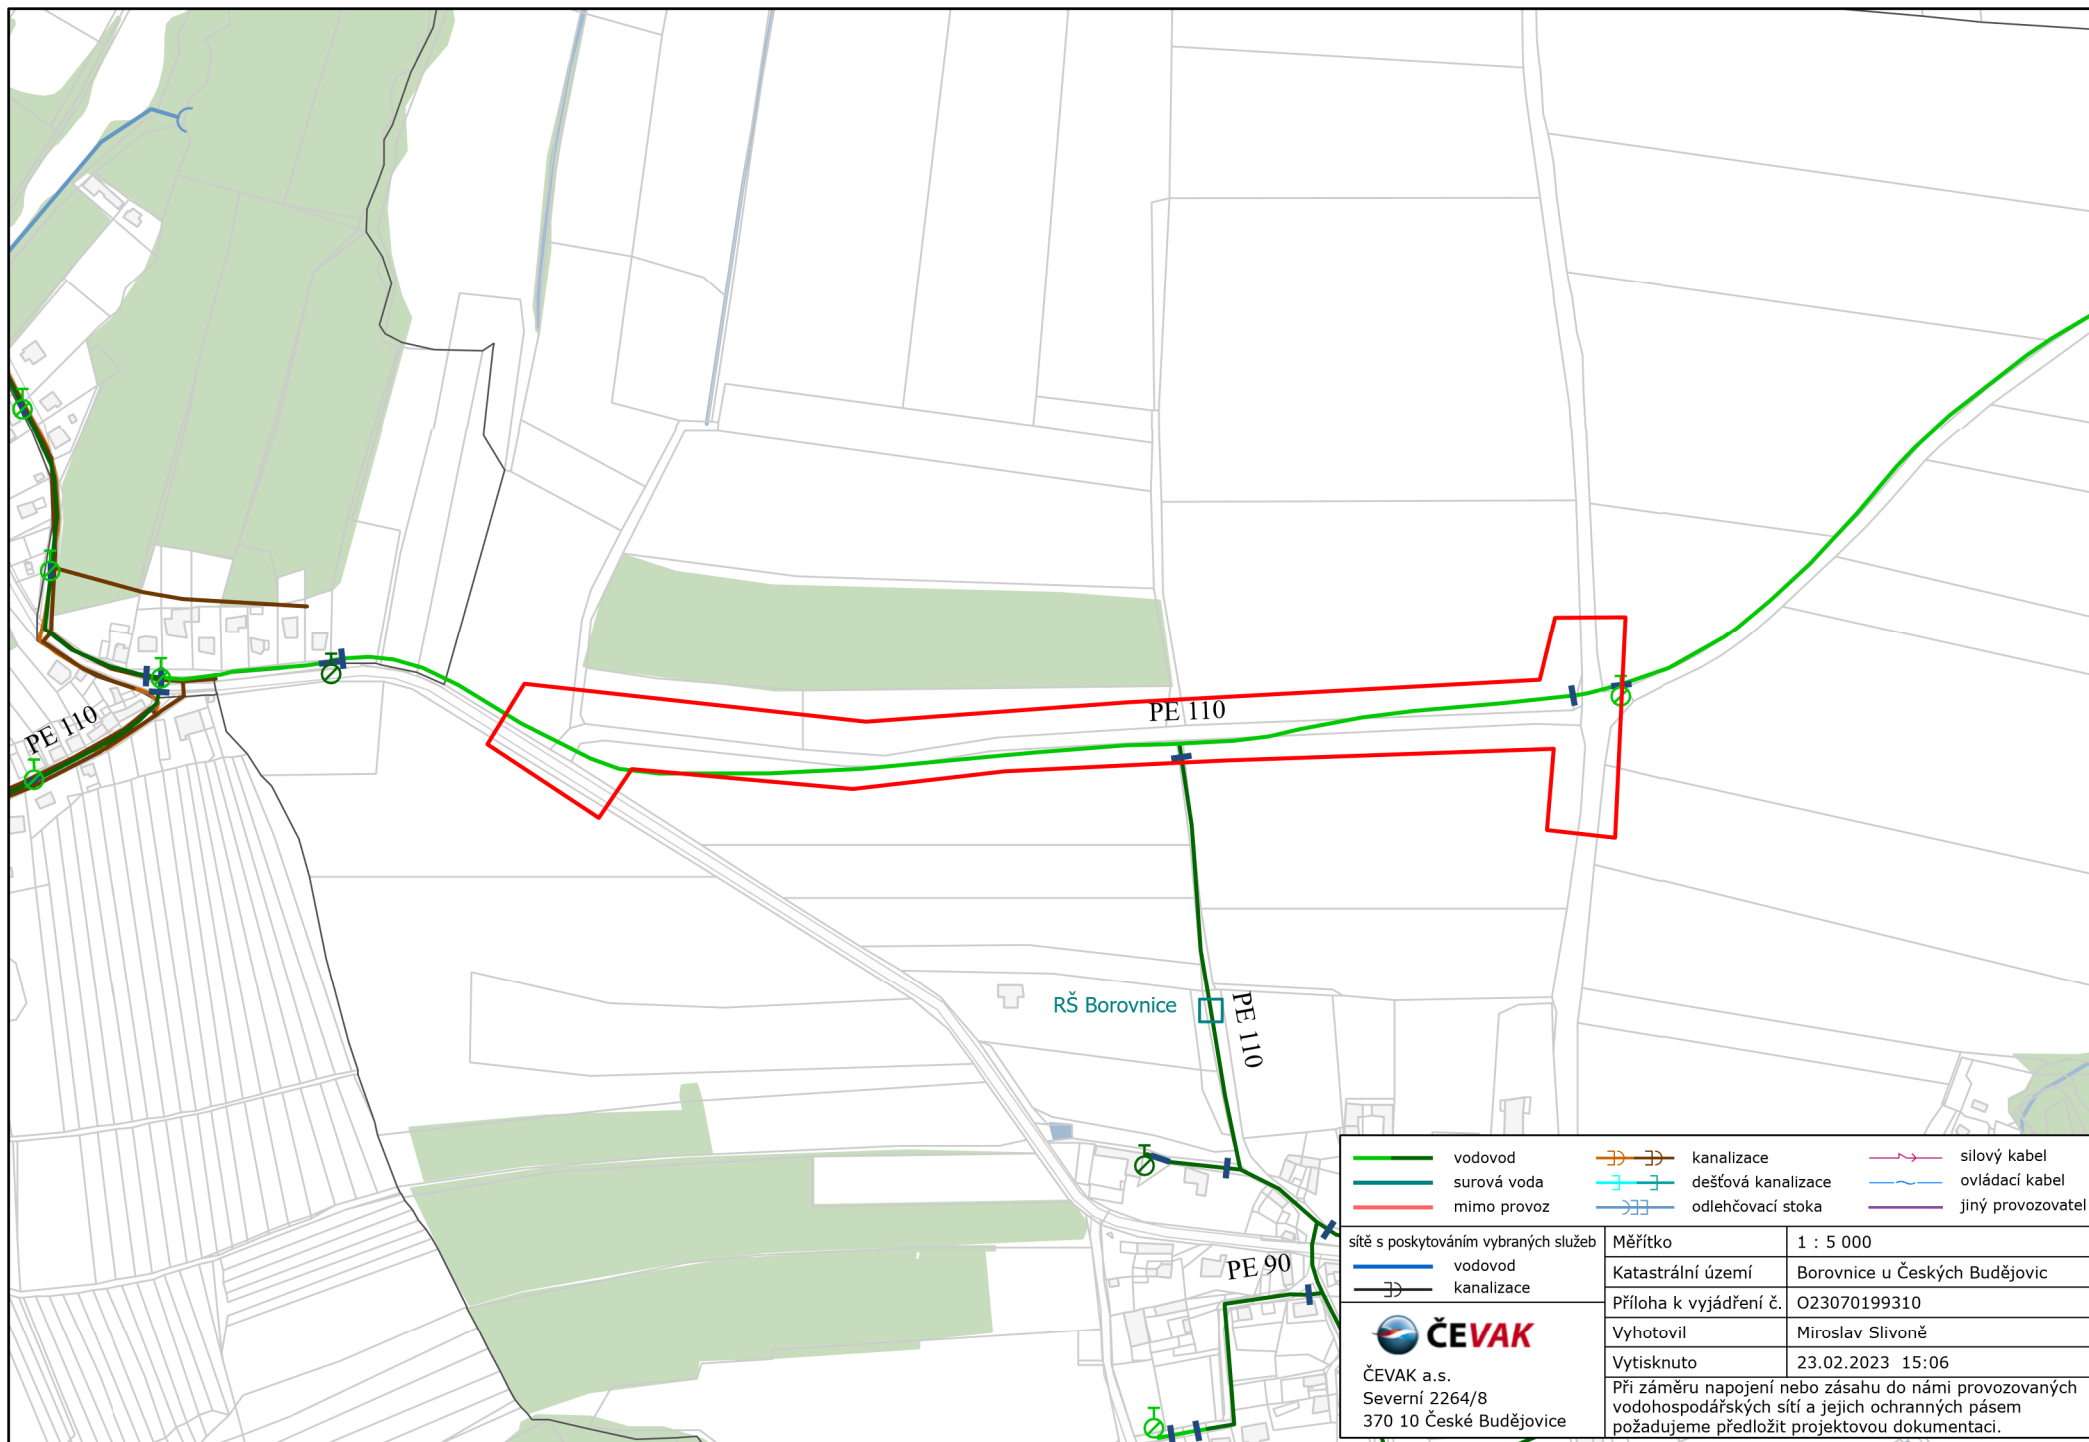 PE 110
PE 110
RŠ Borovnice
PE 110
PE 90
vodovod
surová voda
mimo provoz
kanalizace
dešťová kanalizace
odlehčovací stoka
silový kabel
ovládací kabel
jiný provozovatel
sítě s poskytováním vybraných služeb
vodovod
kanalizace
ČEVAK
ČEVAK a.s.
Severní 2264/8
370 10 České Budějovice
Měřítko 1 : 5 000
Katastrální území Borovnice u Českých Budějovic
Příloha k vyjádření č. O23070199310
Vyhotovil Miroslav Slivoně
Vytisknuto 23.02.2023 15:06
Při záměru napojení nebo zásahu do námi provozovaných
vodohospodářských sítí a jejich ochranných pásem
požadujeme předložit projektovou dokumentaci.